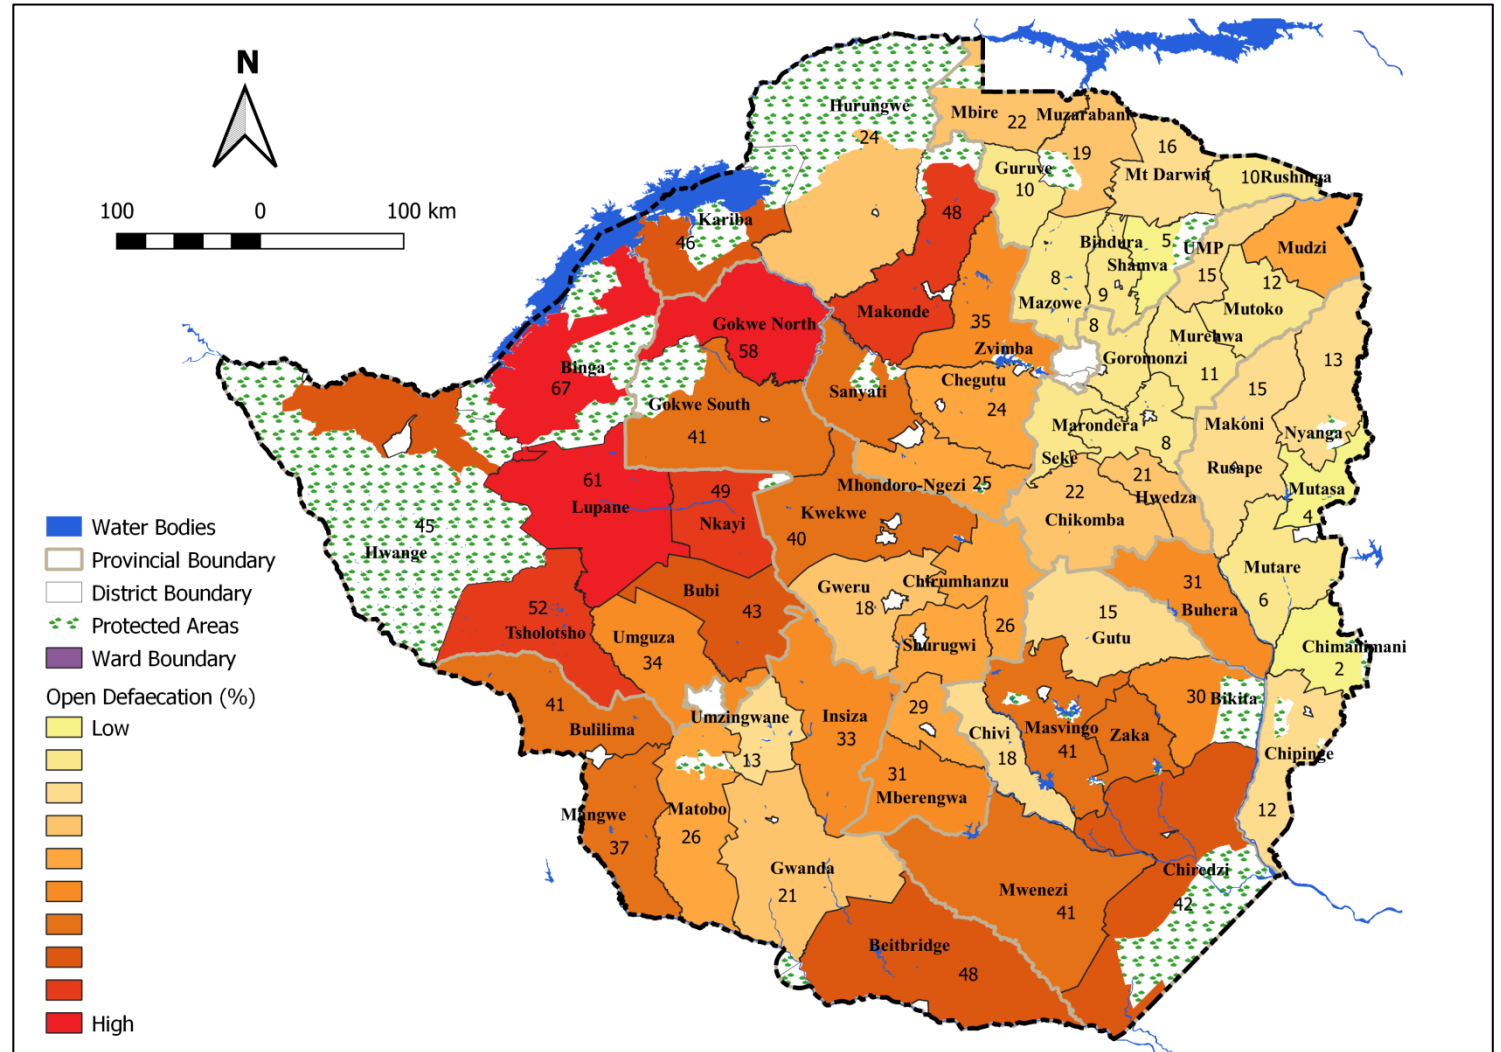 N
100 0 100 km
Hurungwe
24
Mbire 22
Muzarabani
19
16
Mt Darwin
10 Rushinga
Guruve
10
48
Kariba
46
Bindura
Shamva
5
UMP
15
Mudzi
12
Mutoko
8
Mazowe
9
8
Murehwa
Goromonzi
11
Makonde
35
Zvimba
Gokwe North
58
Binga
67
Sanyati
Chegutu
24
13
15
Makoni
Nyanga
Rusape
Gokwe South
41
Marondera
8
Seke
Mutasa
4
61
Lupane
49
Nkayi
Mhondoro-Ngezi 25
21
22
Hwedza
Chikomba
Kwekwe
40
45
Hwange
Mutare
6
Gweru
18
Chirumhanzu
31
Buhera
Bubi
43
52
Tsholotsho
Umguza
34
26
Shurugwi
15
Gutu
Chimanimani
2
41
Bulilima
Umzingwane
13
Insiza
33
29
Chivi
18
Masvingo
41
Zaka
30 Bikita
Chipinge
12
31
Mberengwa
Mangwe
37
Matobo
26
Gwanda
21
Mwenezi
41
Chiredzi
42
Beitbridge
48
Water Bodies
Provincial Boundary
District Boundary
Protected Areas
Ward Boundary
Open Defaecation (%)
Low
High